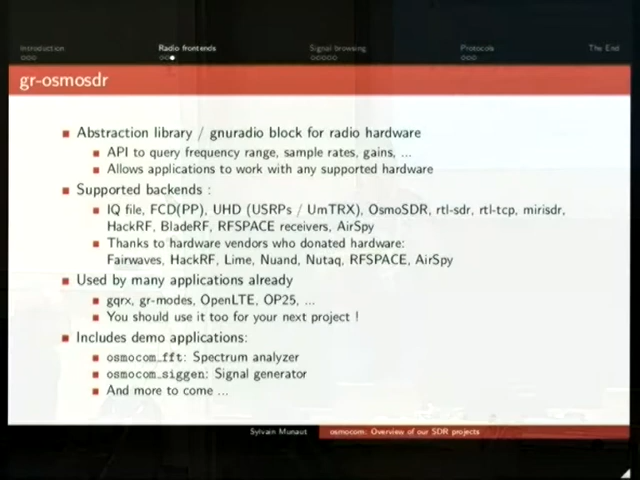 Introduction
Radio frontends
Signal browsing
Protocols
The End
gr-osmosdr
Abstraction library / gnuradio block for radio hardware
API to query frequency range, sample rates, gains, ...
Allows applications to work with any supported hardware
Supported backends :
IQ file, FCD(PP), UHD (USRPs / UmTRX), OsmoSDR, rtl-sdr, rtl-tcp, mirisdr,
HackRF, BladeRF, RFSPACE receivers, AirSpy
Thanks to hardware vendors who donated hardware:
Fairwaves, HackRF, Lime, Nuand, Nutaq, RFSPACE, AirSpy
Used by many applications already
gqrx, gr-modes, OpenLTE, OP25, ...
You should use it too for your next project !
Includes demo applications:
osmocom_fft: Spectrum analyzer
osmocom_siggen: Signal generator
And more to come ...
Sylvain Munaut
osmocom: Overview of our SDR projects